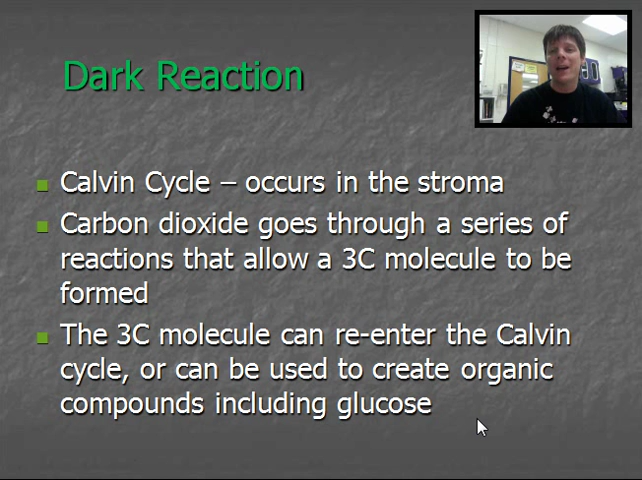 Dark Reaction
Calvin Cycle – occurs in the stroma
Carbon dioxide goes through a series of
reactions that allow a 3C molecule to be
formed
The 3C molecule can re-enter the Calvin
cycle, or can be used to create organic
compounds including glucose